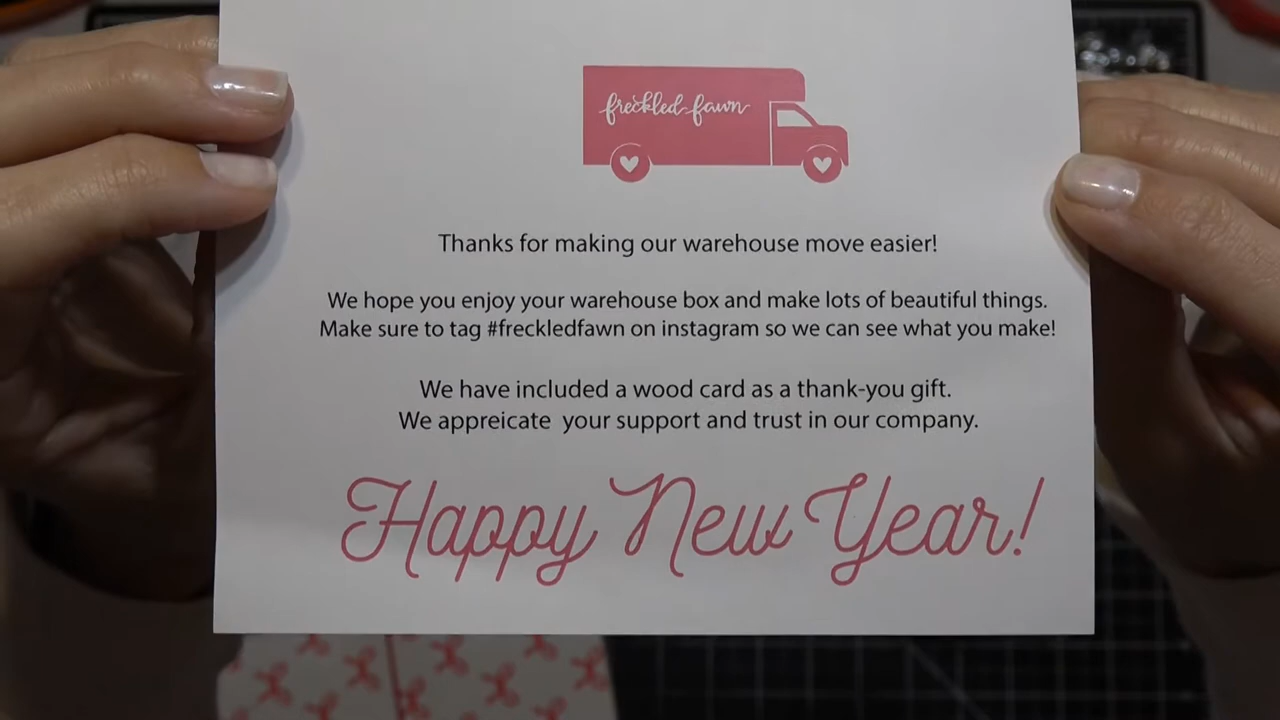 freckled fawn
Thanks for making our warehouse move easier!
We hope you enjoy your warehouse box and make lots of beautiful things.
Make sure to tag #freckledfawn on instagram so we can see what you make!
We have included a wood card as a thank-you gift.
We appreicate  your support and trust in our company.
Happy New Year!